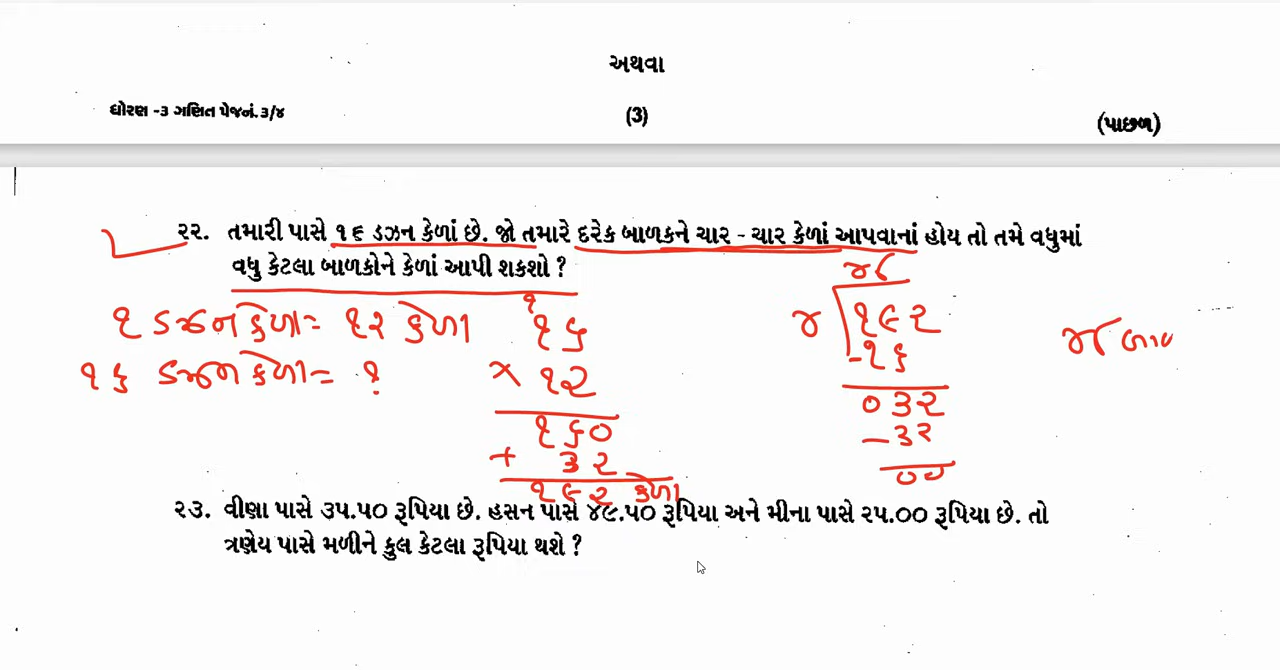 અથવા
ધોરણ -૩ ગણિત પેજનં.૩/૪
(3)
(પાછળ)
૨૨. તમારી પાસે ૧૬ ડઝન કેળાં છે. જો તમારે દરેક બાળકને ચાર - ચાર કેળાં આપવાનાં હોય તો તમે વધુમાં
વધુ કેટલા બાળકોને કેળાં આપી શકશો ?
૧ ડઝન કેળા = ૧૨ કેળા
૧૬ ડઝન કેળા = ?
૧
૧૬
× ૧૨
૧૬૦
+ ૩૨
૧૯૨ કેળા
૪૮
૪ ૧૯૨
-૧૬
૦૩૨
-૩૨
૦૦
૪૮ બાળ
૨૩. વીણા પાસે ૩૫.૫૦ રૂપિયા છે. હસન પાસે ૪૯.૫૦ રૂપિયા અને મીના પાસે ૨૫.૦૦ રૂપિયા છે. તો
ત્રણેય પાસે મળીને કુલ કેટલા રૂપિયા થશે ?